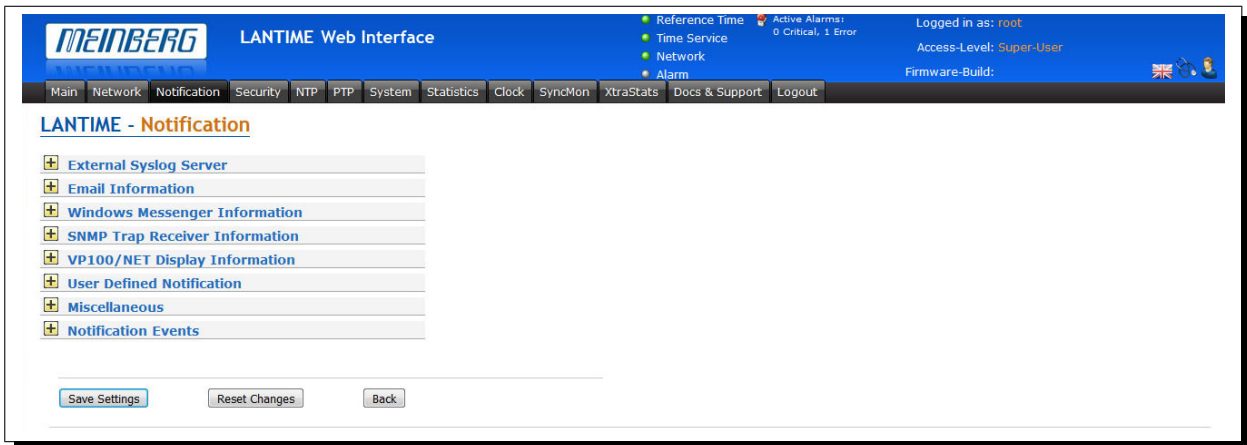 MEINBERG
LANTIME Web Interface
Reference Time
Time Service
Network
Alarm
Active Alarms:
0 Critical, 1 Error
Logged in as: root
Access-Level: Super-User
Firmware-Build:
Main Network Notification Security NTP PTP System Statistics Clock SyncMon XtraStats Docs & Support Logout
LANTIME - Notification
External Syslog Server
Email Information
Windows Messenger Information
SNMP Trap Receiver Information
VP100/NET Display Information
User Defined Notification
Miscellaneous
Notification Events
Save Settings Reset Changes Back